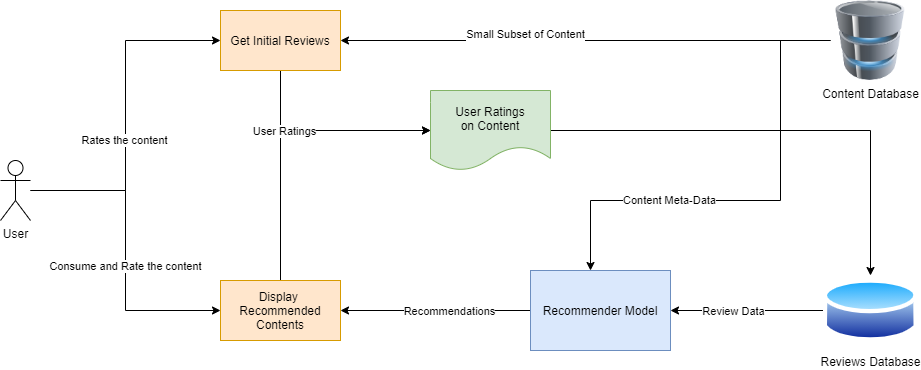 Get Initial Reviews
Small Subset of Content
Content Database
User Ratings
on Content
User Ratings
Rates the content
Content Meta-Data
User
Consume and Rate the content
Display
Recommended
Contents
Recommendations
Recommender Model
Review Data
Reviews Database